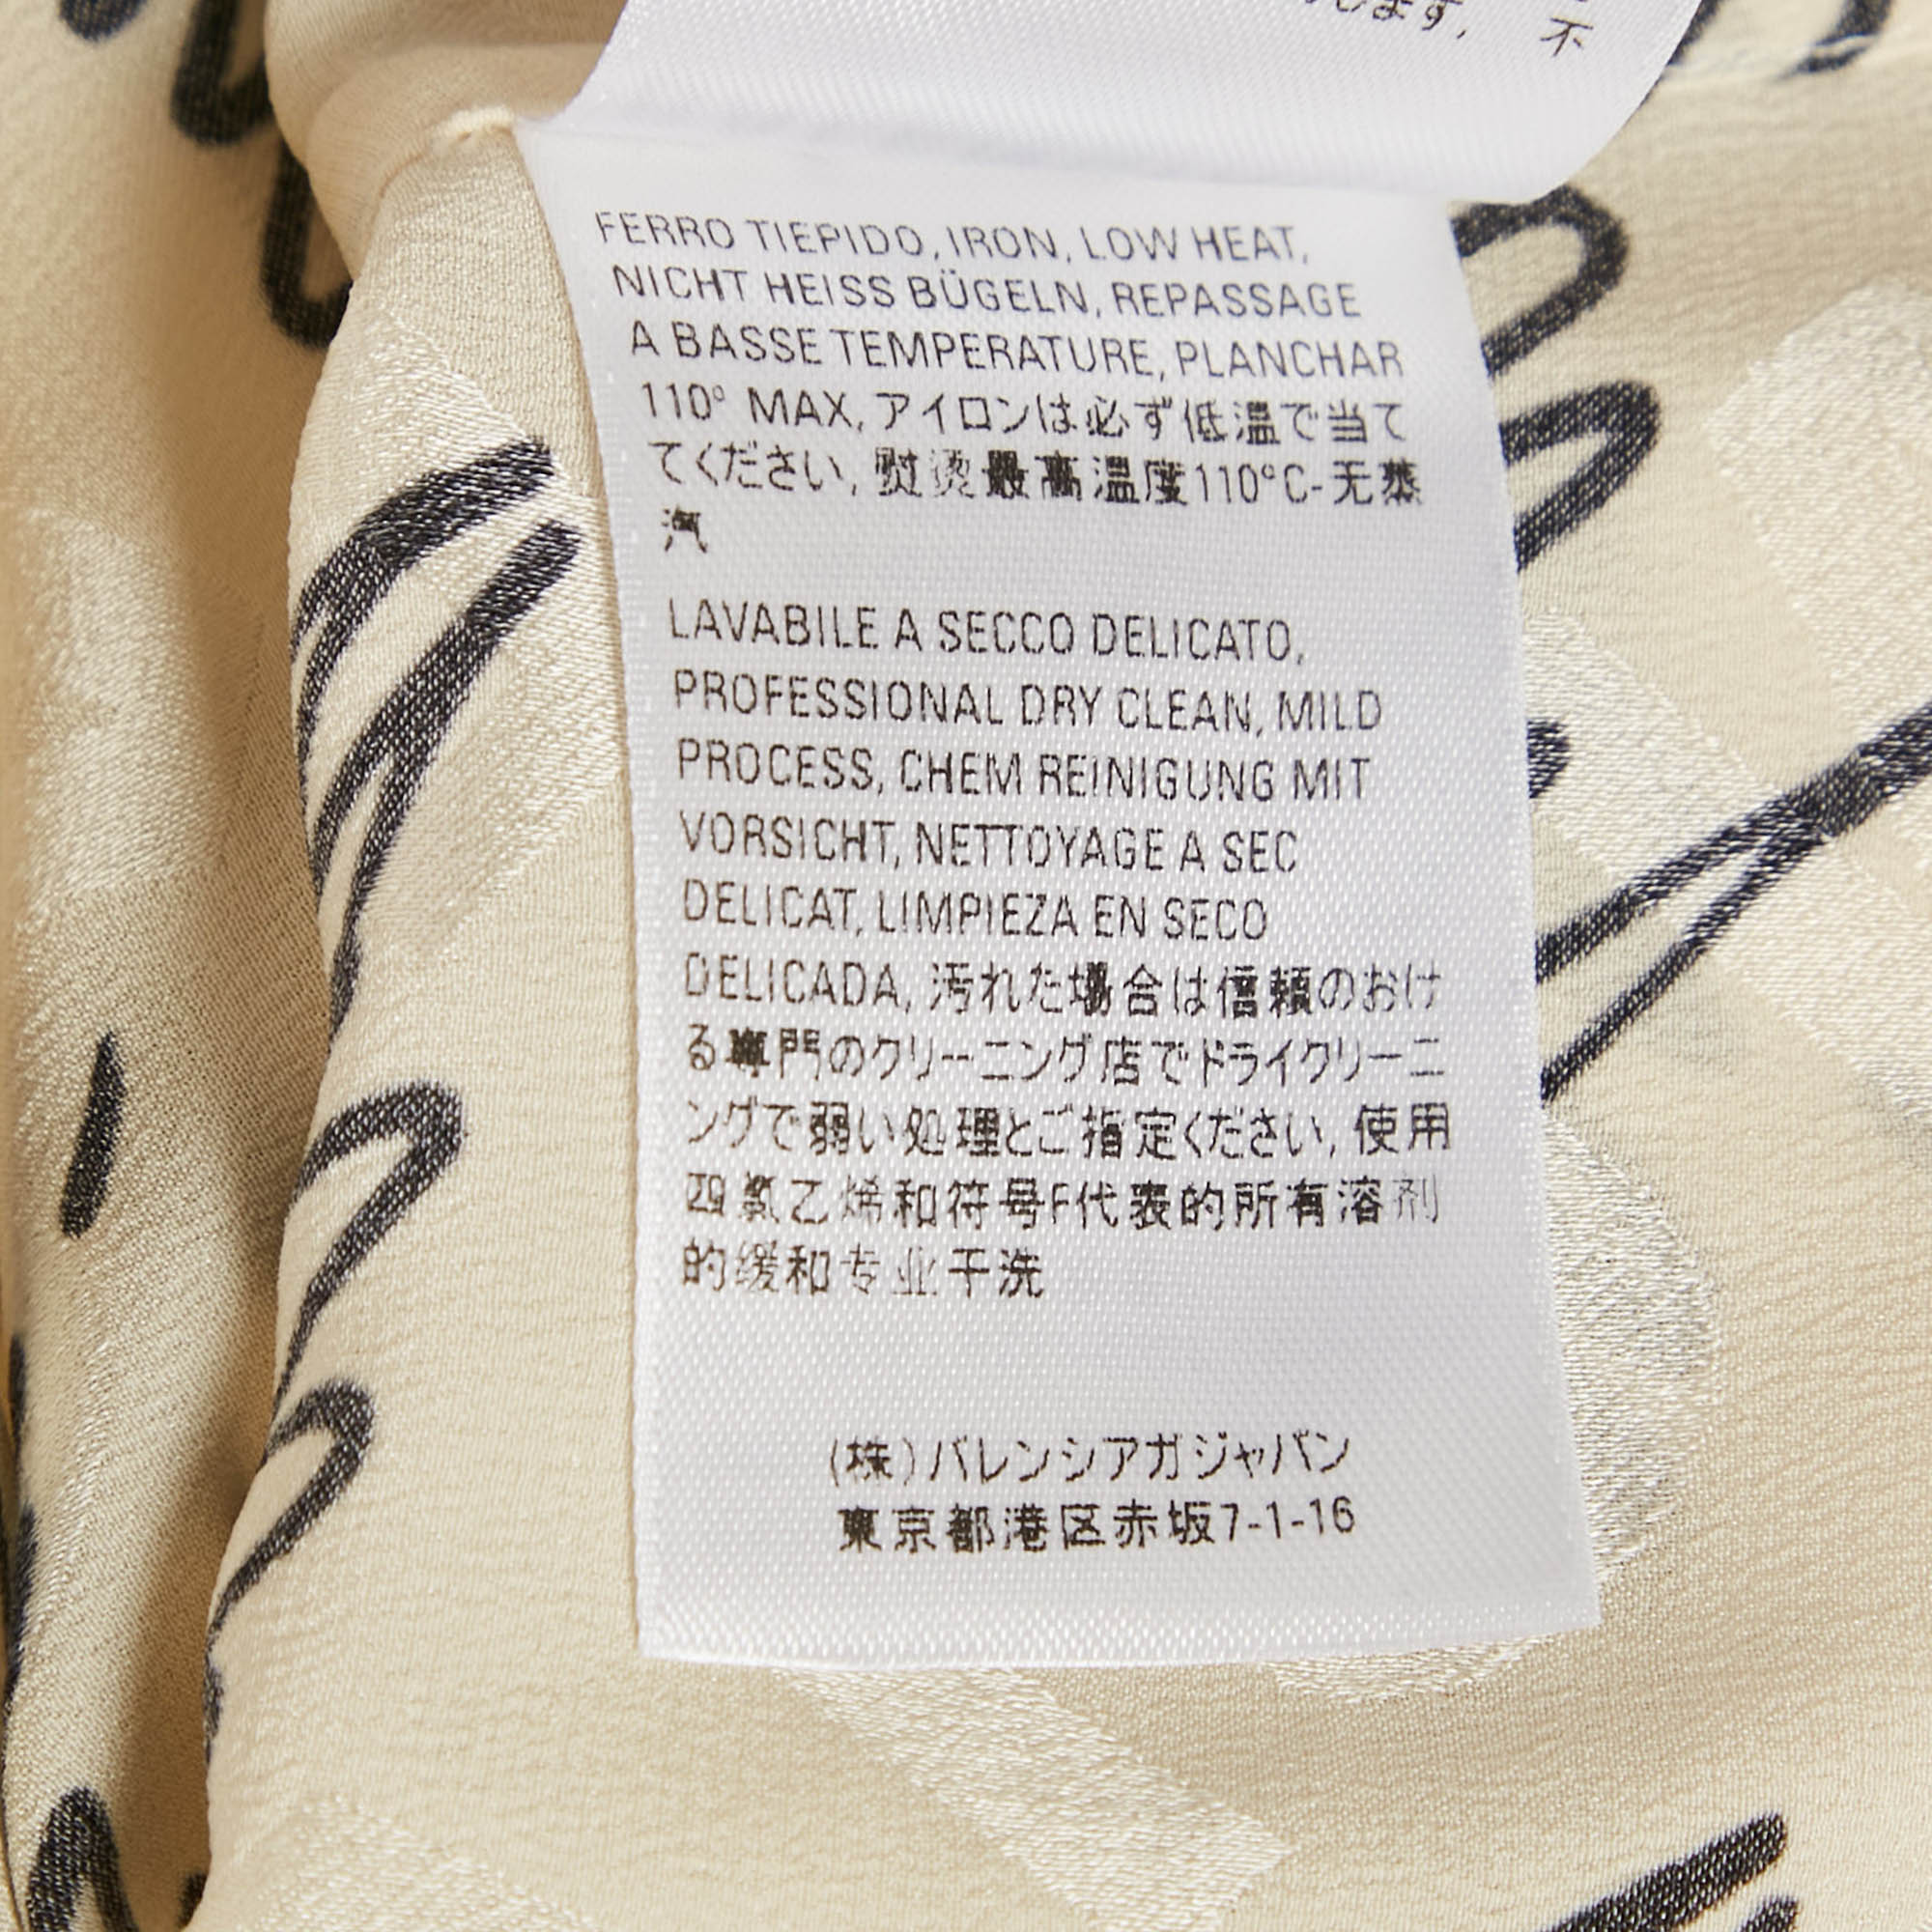 します, 不
FERRO TIEPIDO, IRON, LOW HEAT,
NICHT HEISS BÜGELN, REPASSAGE
A BASSE TEMPERATURE, PLANCHAR
110° MAX, アイロンは必ず低温で当て
てください, 熨烫最高温度110°C-无蒸
汽
LAVABILE A SECCO DELICATO,
PROFESSIONAL DRY CLEAN, MILD
PROCESS, CHEM REINIGUNG MIT
VORSICHT, NETTOYAGE A SEC
DELICAT, LIMPIEZA EN SECO
DELICADA, 汚れた場合は信頼のおけ
る専門のクリーニング店でドライクリーニ
ングで弱い処理とご指定ください, 使用
四氯乙烯和符号F代表的所有溶剂
的缓和专业干洗
(株)バレンシアガジャパン
東京都港区赤坂7-1-16